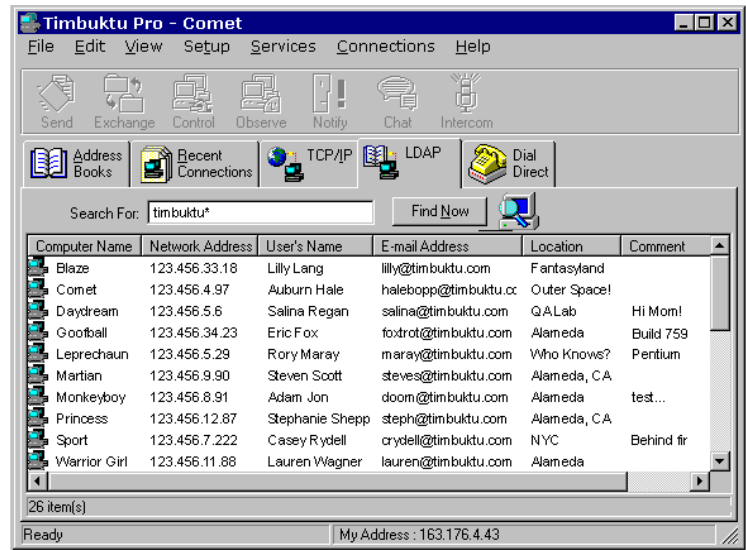 Timbuktu Pro - Comet
File Edit View Setup Services Connections Help
Send Exchange Control Observe Notify Chat Intercom
Address Books Recent Connections TCP/IP LDAP Dial Direct
Search For: timbuktu* Find Now
Computer Name Network Address User's Name E-mail Address Location Comment
Blaze 123.456.33.18 Lilly Lang lilly@timbuktu.com Fantasyland
Comet 123.456.4.97 Auburn Hale halebopp@timbuktu.cc Outer Space!
Daydream 123.456.5.6 Salina Regan salina@timbuktu.com QALab Hi Mom!
Goofball 123.456.34.23 Eric Fox foxtrot@timbuktu.com Alameda Build 759
Leprechaun 123.456.5.29 Rory Maray maray@timbuktu.com Who Knows? Pentium
Martian 123.456.9.90 Steven Scott steves@timbuktu.com Alameda, CA
Monkeyboy 123.456.8.91 Adam Jon doom@timbuktu.com Alameda test...
Princess 123.456.12.87 Stephanie Shepp steph@timbuktu.com Alameda, CA
Sport 123.456.7.222 Casey Rydell crydell@timbuktu.com NYC Behind fir
Warrior Girl 123.456.11.88 Lauren Wagner lauren@timbuktu.com Alameda
26 item(s)
Ready My Address : 163.176.4.43